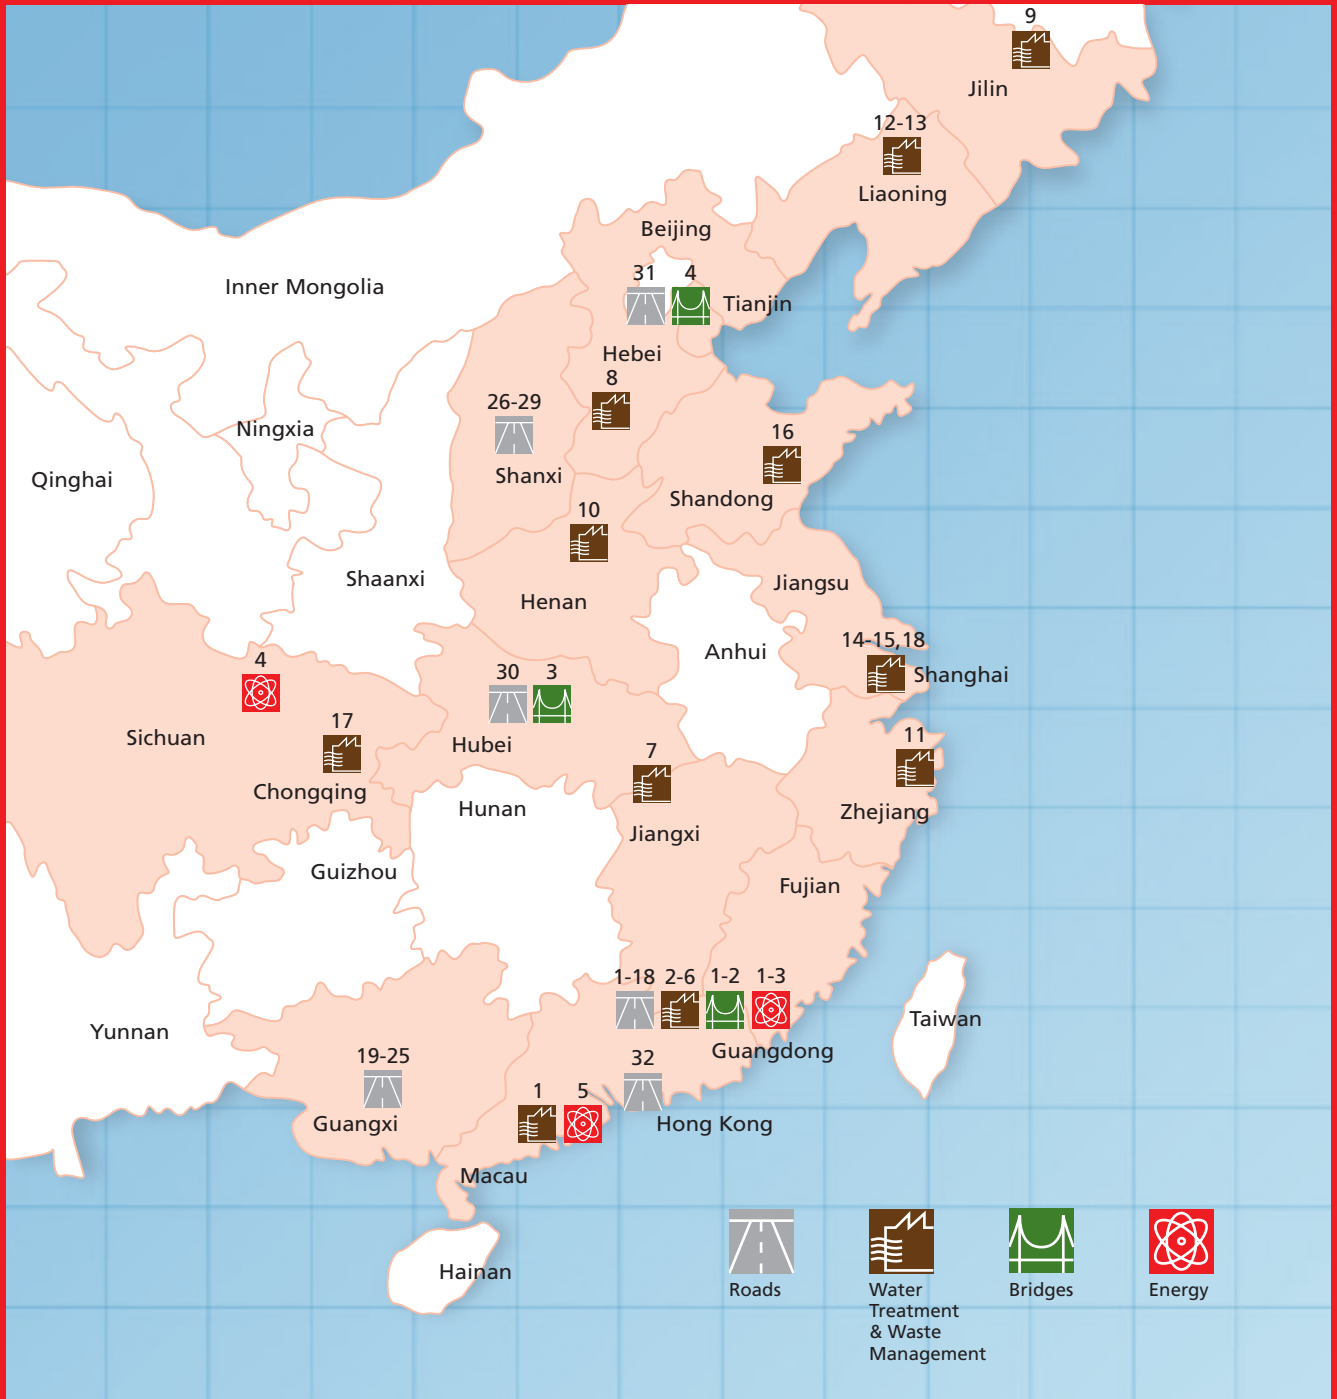 9
Jilin
12-13
Liaoning
Beijing
31 4
Tianjin
Inner Mongolia
Hebei
8
26-29
Ningxia
16
Shanxi
Qinghai
Shandong
10
Shaanxi
Jiangsu
Henan
14-15,18
Anhui
4
Shanghai
30 3
17
Sichuan
Hubei
11
7
Chongqing
Hunan
Zhejiang
Jiangxi
Guizhou
Fujian
1-18 2-6 1-2 1-3
Taiwan
Yunnan
Guangdong
19-25
32
1 5
Guangxi
Hong Kong
Macau
Hainan
Roads
Water
Treatment
& Waste
Management
Bridges
Energy